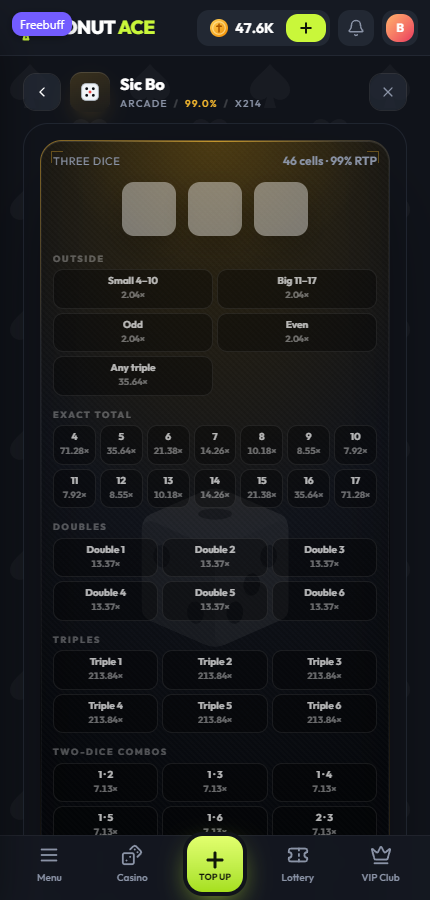 Freebuff
ONUT ACE
47.6K
B
Sic Bo
ARCADE / 99.0% / X214
THREE DICE
46 cells · 99% RTP
OUTSIDE
Small 4–10
2.04×
Big 11–17
2.04×
Odd
2.04×
Even
2.04×
Any triple
35.64×
EXACT TOTAL
4 5 6 7 8 9 10
71.28× 35.64× 21.38× 14.26× 10.18× 8.55× 7.92×
11 12 13 14 15 16 17
7.92× 8.55× 10.18× 14.26× 21.38× 35.64× 71.28×
DOUBLES
Double 1 Double 2 Double 3
13.37× 13.37× 13.37×
Double 4 Double 5 Double 6
13.37× 13.37× 13.37×
TRIPLES
Triple 1 Triple 2 Triple 3
213.84× 213.84× 213.84×
Triple 4 Triple 5 Triple 6
213.84× 213.84× 213.84×
TWO-DICE COMBOS
1·2 1·3 1·4
7.13× 7.13× 7.13×
1·5 1·6 2·3
7.13× 7.13× 7.13×
Menu
Casino
TOP UP
Lottery
VIP Club